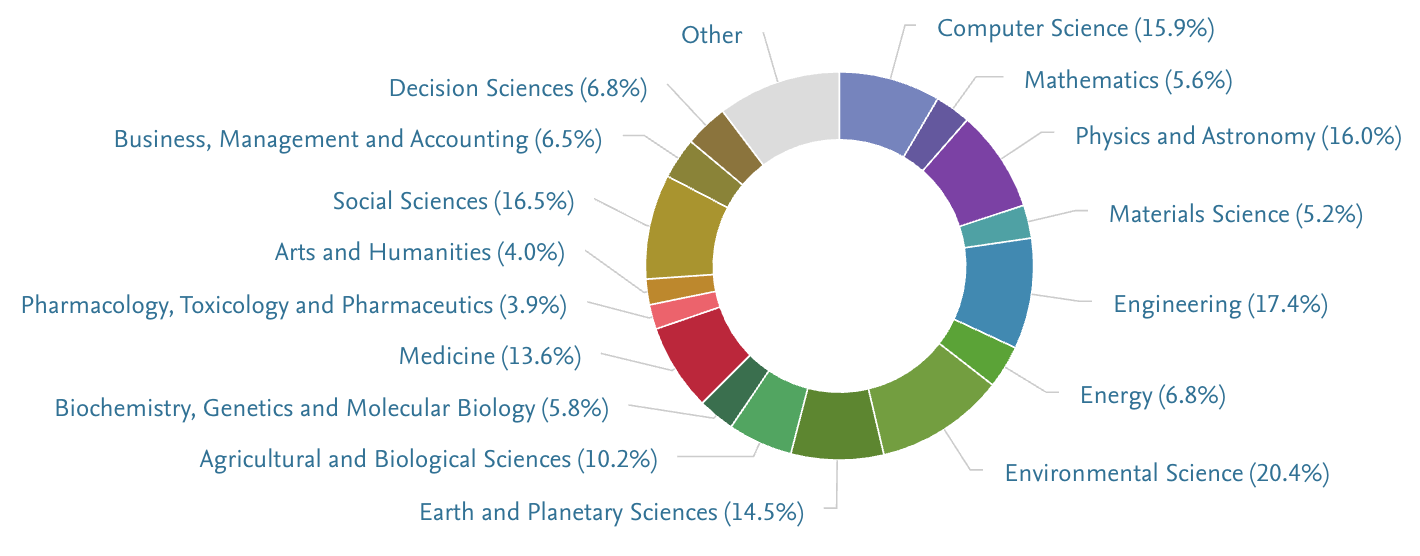 Other
Computer Science (15.9%)
Mathematics (5.6%)
Physics and Astronomy (16.0%)
Materials Science (5.2%)
Engineering (17.4%)
Energy (6.8%)
Environmental Science (20.4%)
Earth and Planetary Sciences (14.5%)
Agricultural and Biological Sciences (10.2%)
Biochemistry, Genetics and Molecular Biology (5.8%)
Medicine (13.6%)
Pharmacology, Toxicology and Pharmaceutics (3.9%)
Arts and Humanities (4.0%)
Social Sciences (16.5%)
Business, Management and Accounting (6.5%)
Decision Sciences (6.8%)